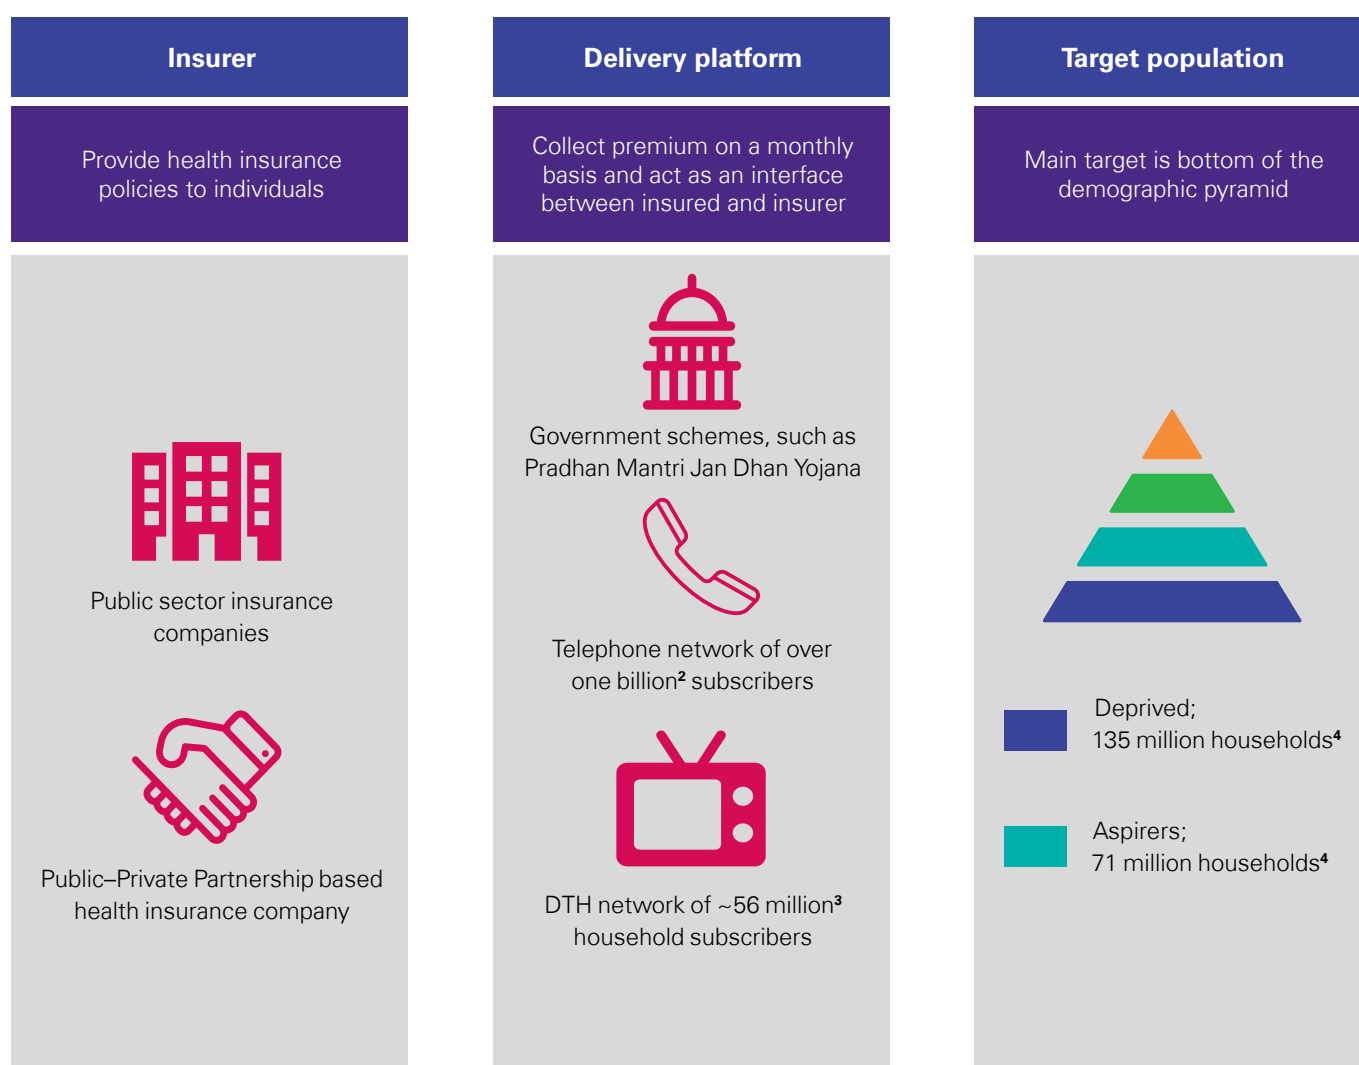 Insurer
Provide health insurance
policies to individuals
Public sector insurance
companies
Public–Private Partnership based
health insurance company
Delivery platform
Collect premium on a monthly
basis and act as an interface
between insured and insurer
Government schemes, such as
Pradhan Mantri Jan Dhan Yojana
Telephone network of over
one billion² subscribers
DTH network of ~56 million³
household subscribers
Target population
Main target is bottom of the
demographic pyramid
Deprived;
135 million households⁴
Aspirers;
71 million households⁴